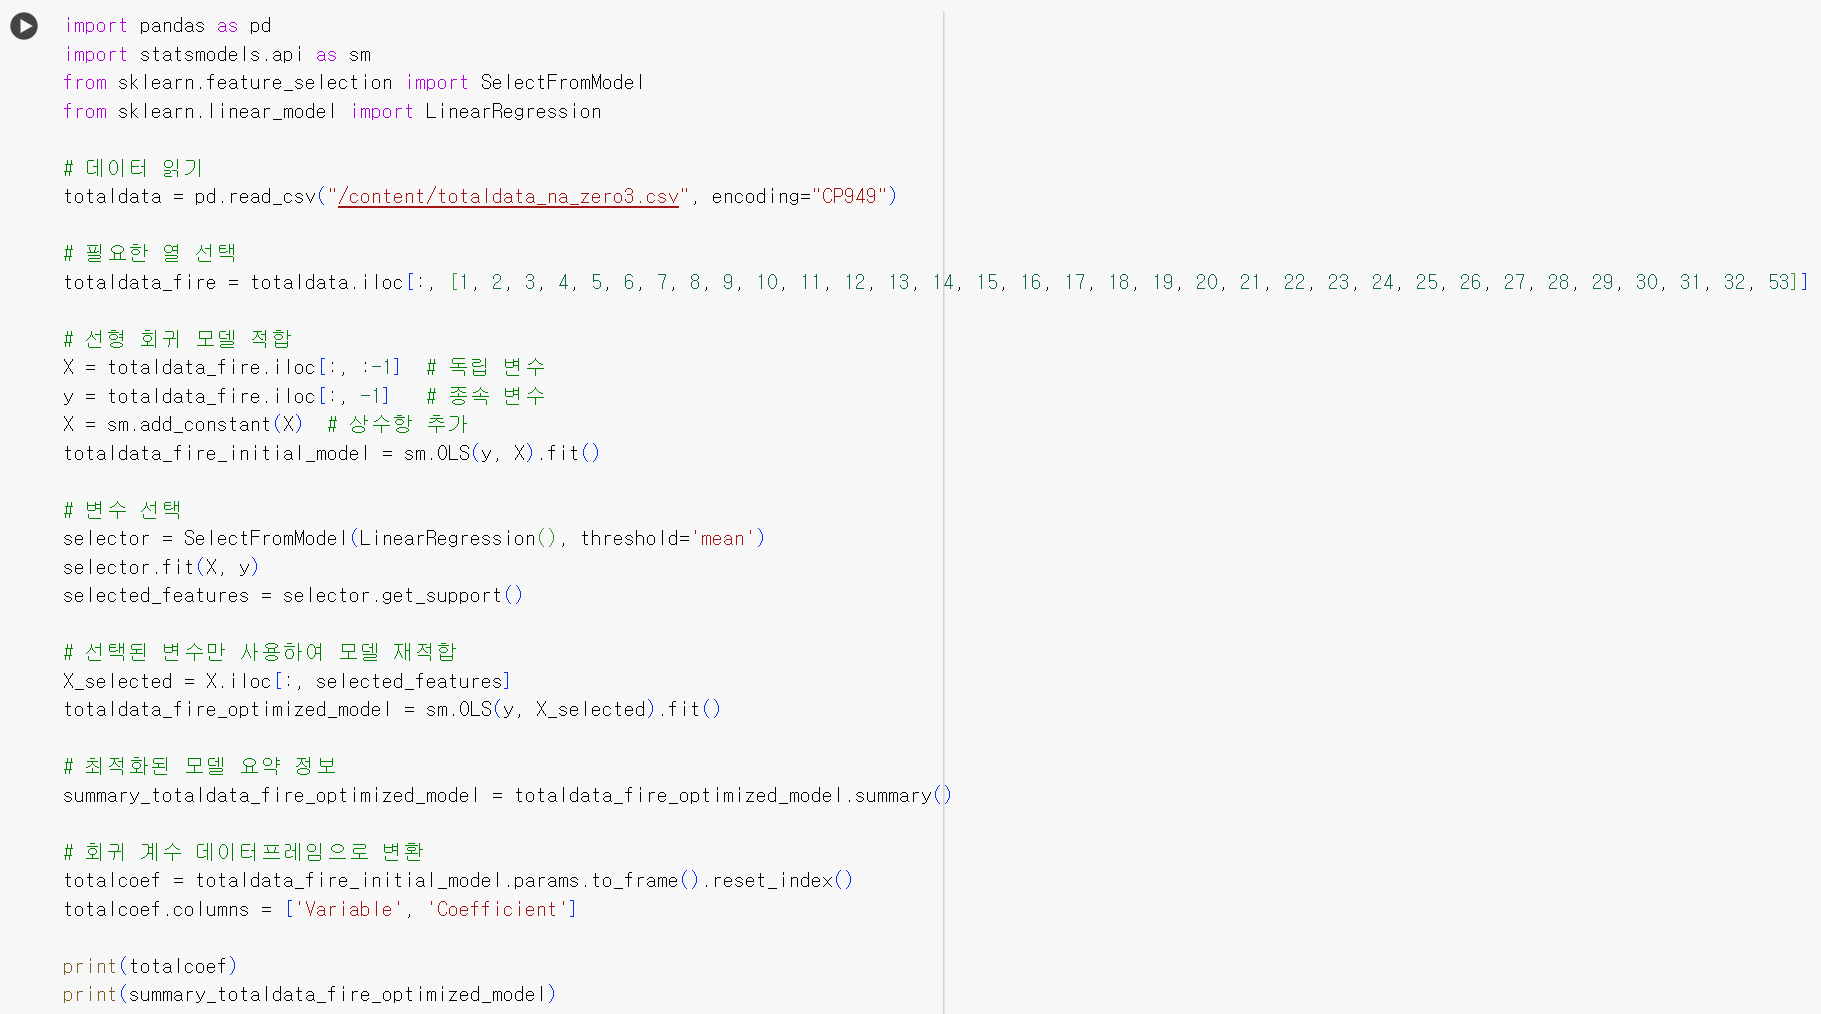 import pandas as pd
import statsmodels.api as sm
from sklearn.feature_selection import SelectFromModel
from sklearn.linear_model import LinearRegression
# 데이터 읽기
totaldata = pd.read_csv("/content/totaldata_na_zero3.csv", encoding="CP949")
# 필요한 열 선택
totaldata_fire = totaldata.iloc[:, [1, 2, 3, 4, 5, 6, 7, 8, 9, 10, 11, 12, 13, 14, 15, 16, 17, 18, 19, 20, 21, 22, 23, 24, 25, 26, 27, 28, 29, 30, 31, 32, 53]]
# 선형 회귀 모델 적합
X = totaldata_fire.iloc[:, :-1]  # 독립 변수
y = totaldata_fire.iloc[:, -1]   # 종속 변수
X = sm.add_constant(X)  # 상수항 추가
totaldata_fire_initial_model = sm.OLS(y, X).fit()
# 변수 선택
selector = SelectFromModel(LinearRegression(), threshold='mean')
selector.fit(X, y)
selected_features = selector.get_support()
# 선택된 변수만 사용하여 모델 재적합
X_selected = X.iloc[:, selected_features]
totaldata_fire_optimized_model = sm.OLS(y, X_selected).fit()
# 최적화된 모델 요약 정보
summary_totaldata_fire_optimized_model = totaldata_fire_optimized_model.summary()
# 회귀 계수 데이터프레임으로 변환
totalcoef = totaldata_fire_initial_model.params.to_frame().reset_index()
totalcoef.columns = ['Variable', 'Coefficient']
print(totalcoef)
print(summary_totaldata_fire_optimized_model)